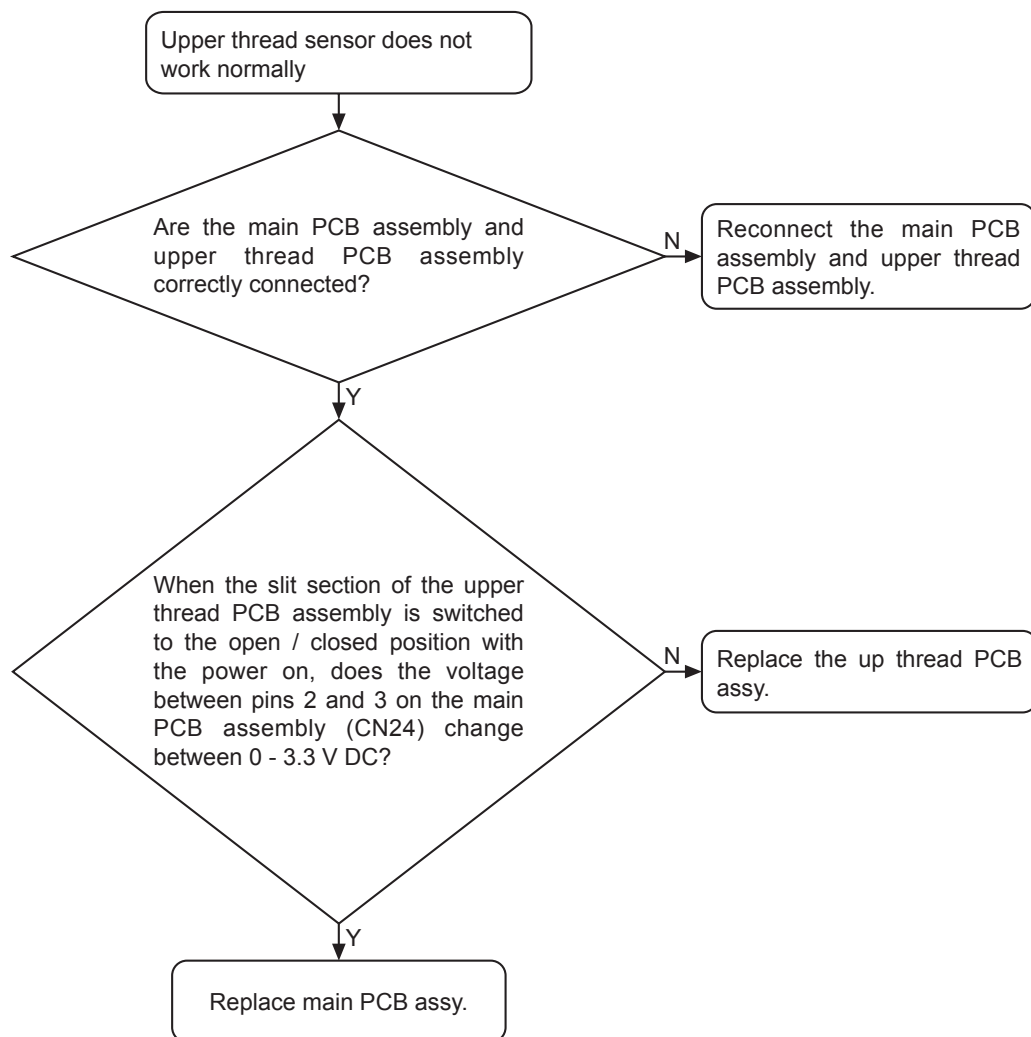 Upper thread sensor does not
work normally
Are the main PCB assembly and
upper thread PCB assembly
correctly connected?
N
Reconnect the main PCB
assembly and upper thread
PCB assembly.
Y
When the slit section of the upper
thread PCB assembly is switched
to the open / closed position with
the power on, does the voltage
between pins 2 and 3 on the main
PCB assembly (CN24) change
between 0 - 3.3 V DC?
N
Replace the up thread PCB
assy.
Y
Replace main PCB assy.